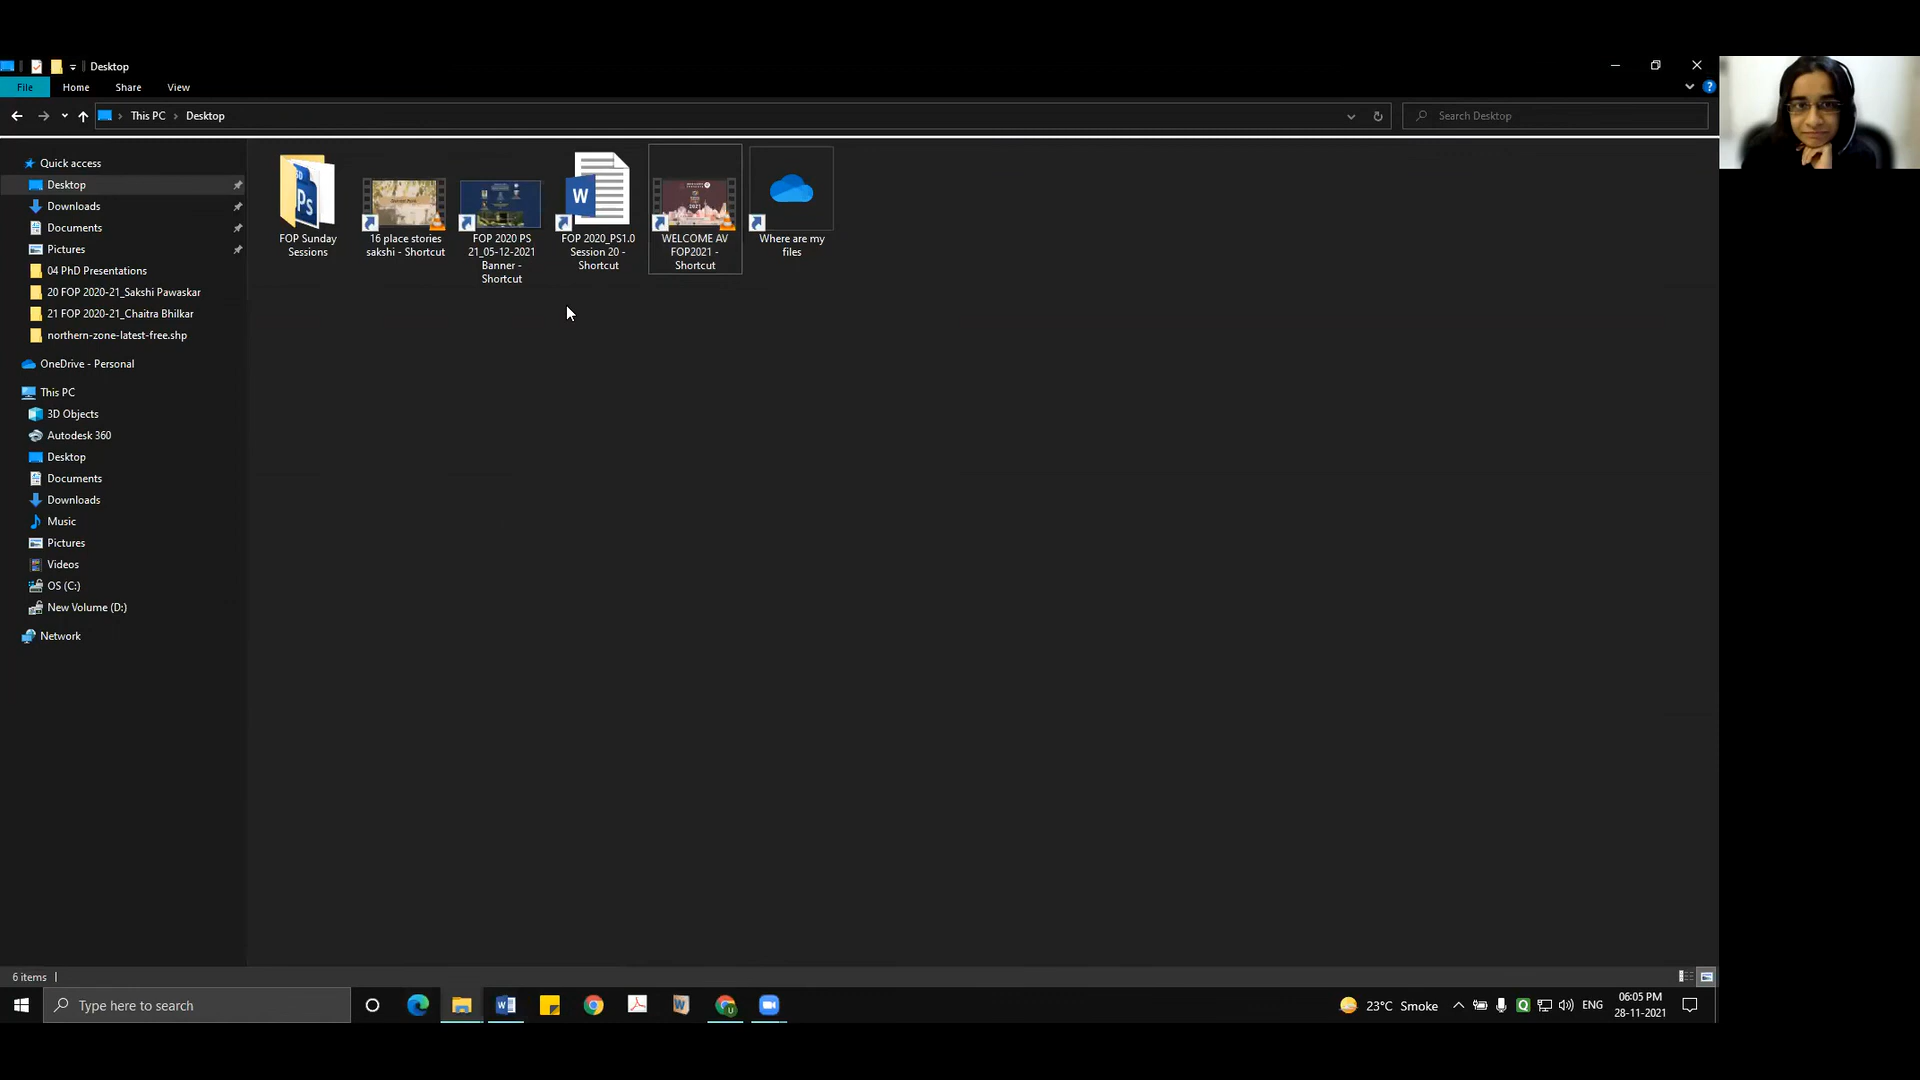 Desktop
File
Home
Share
View
This PC
Desktop
Search Desktop
Quick access
Desktop
Downloads
Documents
Pictures
04 PhD Presentations
20 FOP 2020-21_Sakshi Pawaskar
21 FOP 2020-21_Chaitra Bhilkar
northern-zone-latest-free.shp
OneDrive - Personal
This PC
3D Objects
Autodesk 360
Desktop
Documents
Downloads
Music
Pictures
Videos
OS (C:)
New Volume (D:)
Network
FOP Sunday
Sessions
16 place stories
sakshi - Shortcut
FOP 2020 PS
21_05-12-2021
Banner -
Shortcut
W
FOP 2020_PS1.0
Session 20 -
Shortcut
2021
WELCOME AV
FOP2021 -
Shortcut
Where are my
files
6 items
Type here to search
23°C Smoke
ENG
06:05 PM
28-11-2021